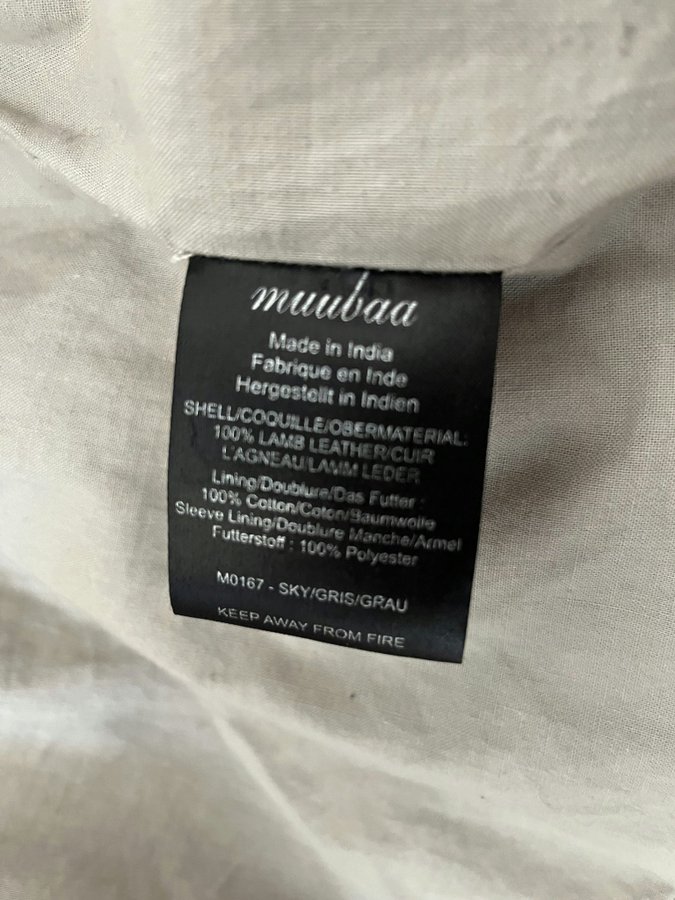 muubaa
Made in India
Fabrique en Inde
Hergestellt in Indien
SHELL/COQUILLE/OBERMATERIAL:
100% LAMB LEATHER/CUIR
L'AGNEAU/LAMM LEDER
Lining/Doublure/Das Futter :
100% Cotton/Coton/Baumwolle
Sleeve Lining/Doublure Manche/Armel
Futterstoff : 100% Polyester
M0167 - SKY/GRIS/GRAU
KEEP AWAY FROM FIRE